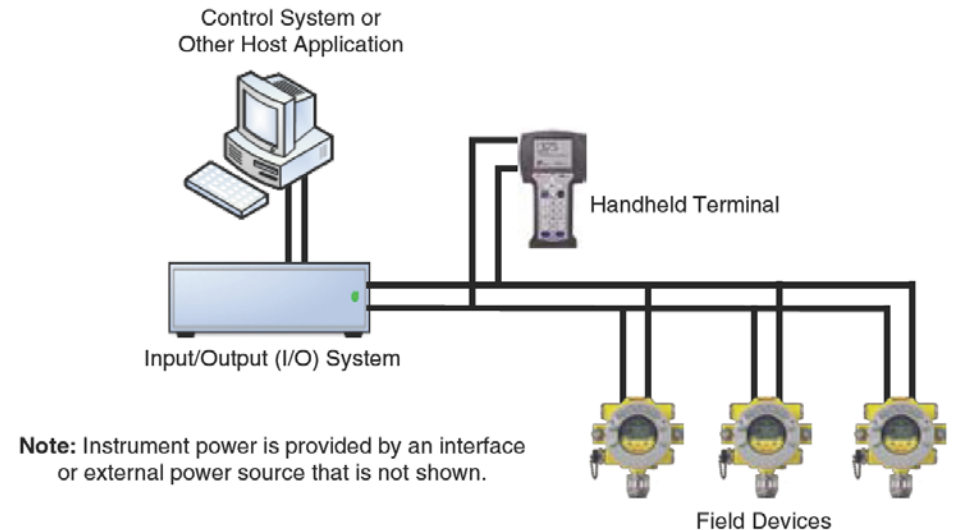 Control System or
Other Host Application
Handheld Terminal
Input/Output (I/O) System
Note: Instrument power is provided by an interface
or external power source that is not shown.
Field Devices